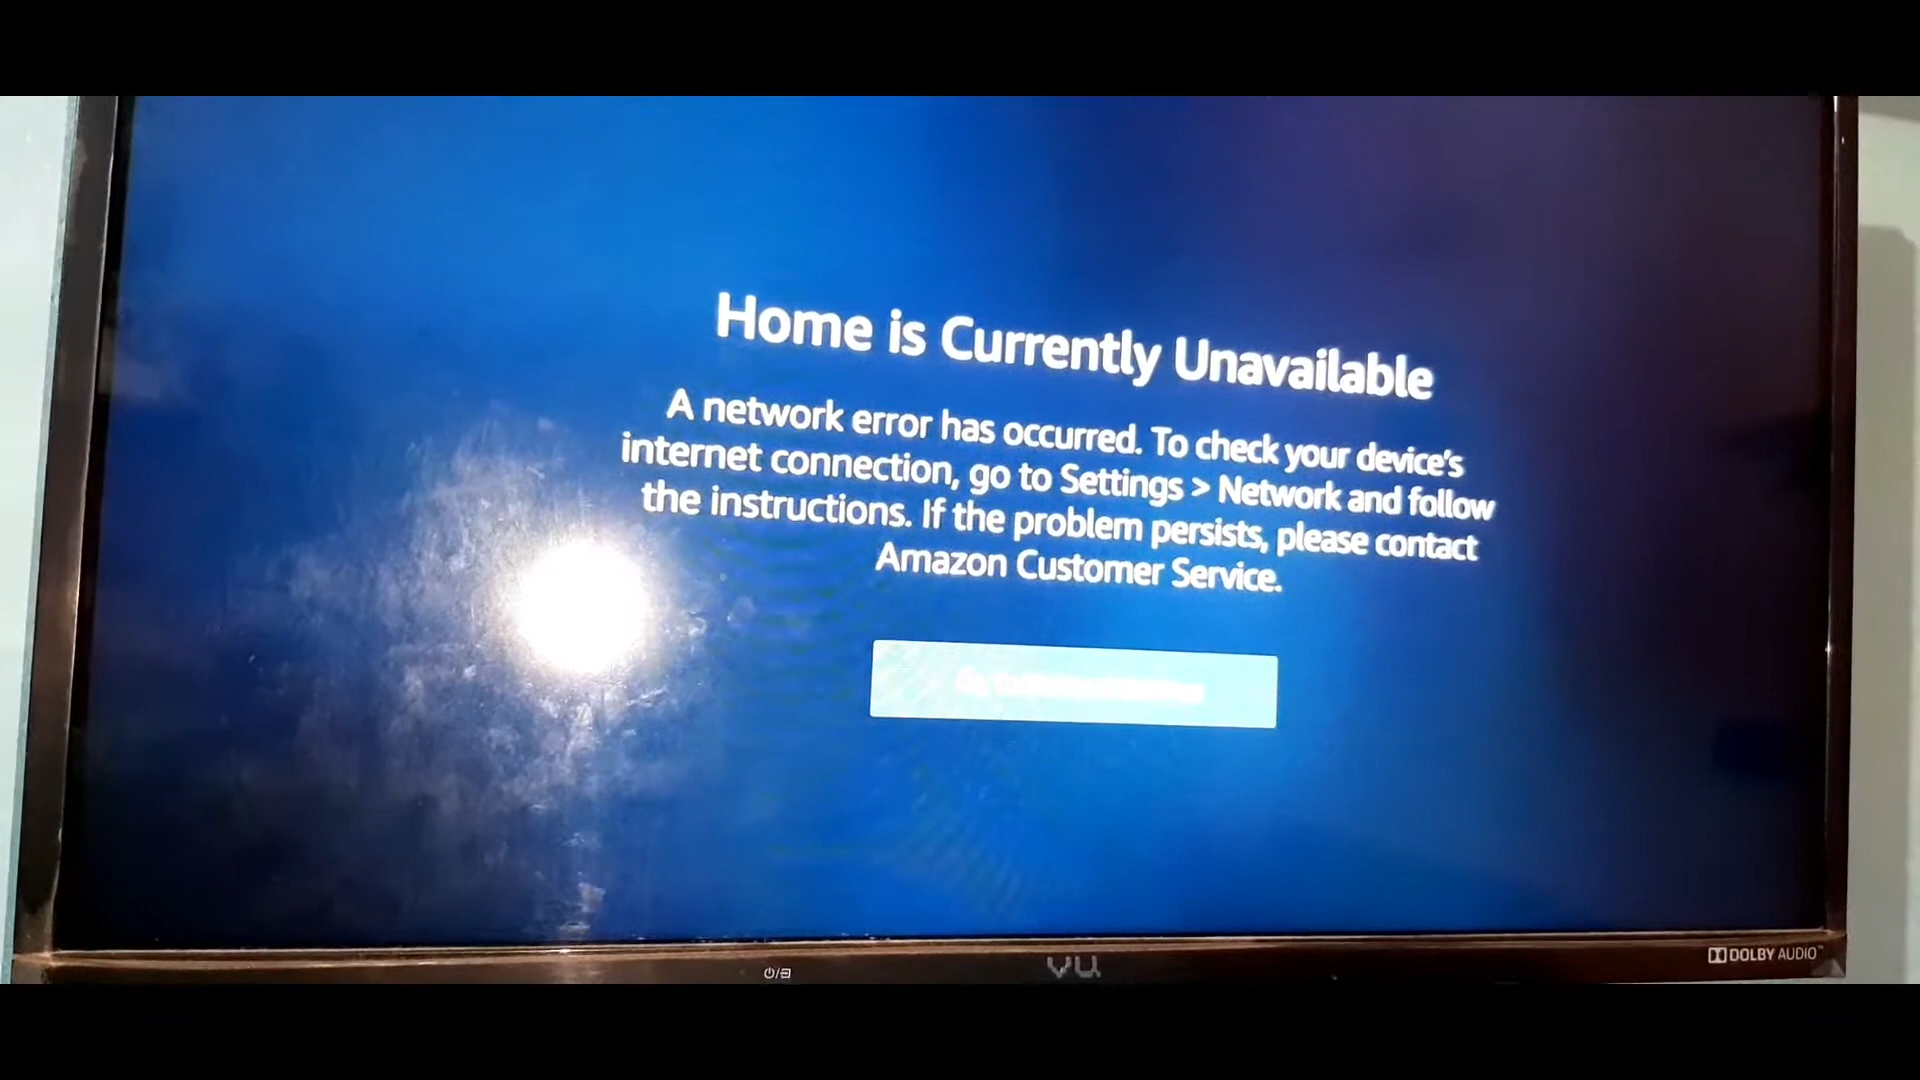 Home is Currently Unavailable
A network error has occurred. To check your device's
internet connection, go to Settings > Network and follow
the instructions. If the problem persists, please contact
Amazon Customer Service.
VU
DOLBY AUDIO™